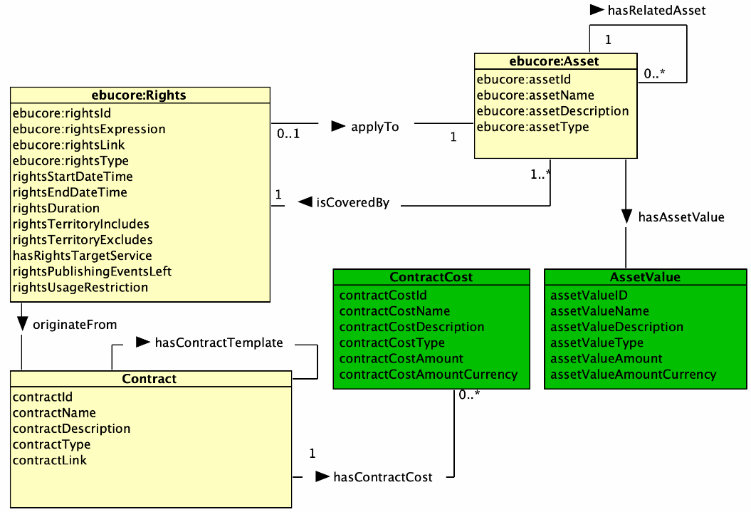 hasRelatedAsset
1
ebucore:Asset
0..*
ebucore:assetId
ebucore:assetName
ebucore:assetDescription
ebucore:assetType
ebucore:Rights
ebucore:rightsId
ebucore:rightsExpression
ebucore:rightsLink
ebucore:rightsType
rightsStartDateTime
rightsEndDateTime
rightsDuration
rightsTerritoryIncludes
rightsTerritoryExcludes
hasRightsTargetService
rightsPublishingEventsLeft
rightsUsageRestriction
0..1
applyTo
1
1..*
1
isCoveredBy
hasAssetValue
ContractCost
contractCostId
contractCostName
contractCostDescription
contractCostType
contractCostAmount
contractCostAmountCurrency
AssetValue
assetValueID
assetValueName
assetValueDescription
assetValueType
assetValueAmount
assetValueAmountCurrency
originateFrom
hasContractTemplate
Contract
contractId
contractName
contractDescription
contractType
contractLink
0..*
1
hasContractCost